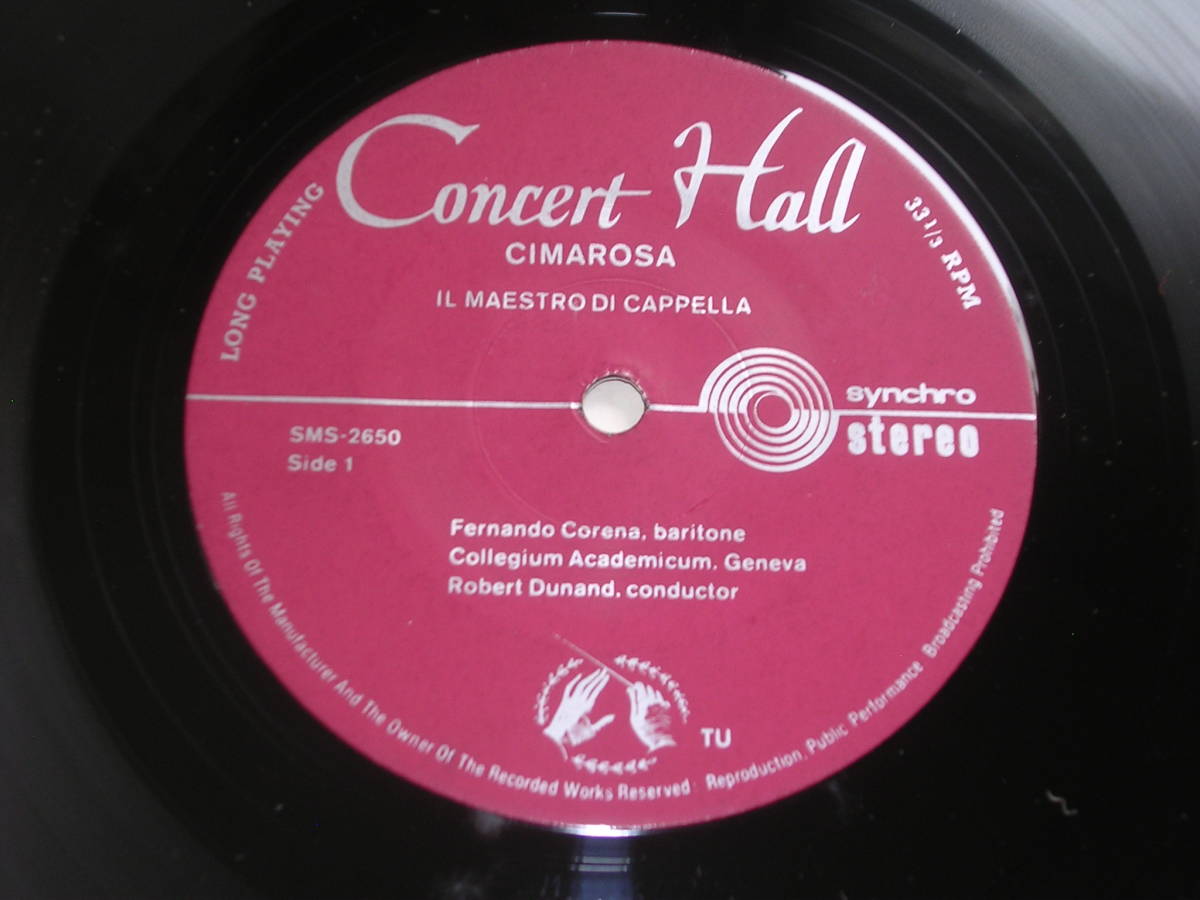 Concert Hall
LONG PLAYING
33 1/3 RPM
CIMAROSA
IL MAESTRO DI CAPPELLA
synchro
stereo
SMS-2650
Side 1
Fernando Corena, baritone
Collegium Academicum, Geneva
Robert Dunand, conductor
TU
All Rights Of The Manufacturer And The Owner Of The Recorded Works Reserved · Reproduction, Public Performance Broadcasting Prohibited